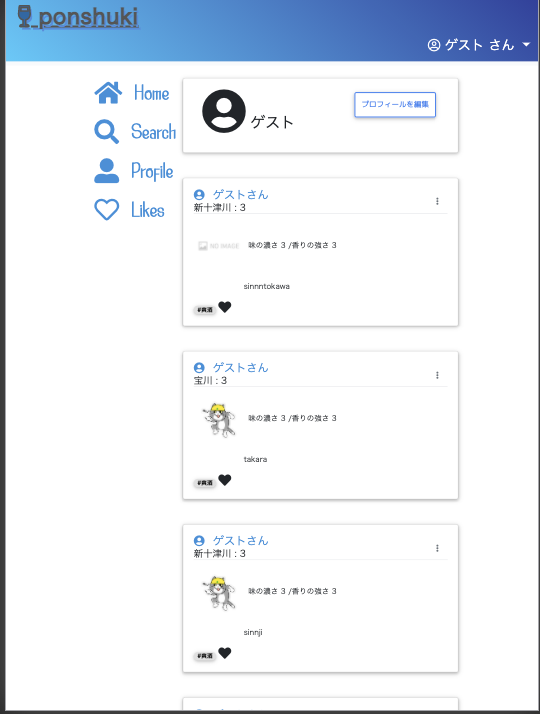 ponshuki
ゲスト さん
Home
Search
Profile
Likes
ゲスト
プロフィールを編集
ゲストさん
新十津川 : 3
NO IMAGE
味の濃さ 3 /香りの強さ 3
sinnntokawa
#爽酒
ゲストさん
宝川 : 3
味の濃さ 3 /香りの強さ 3
takara
#爽酒
ゲストさん
新十津川 : 3
味の濃さ 3 /香りの強さ 3
sinnji
#爽酒